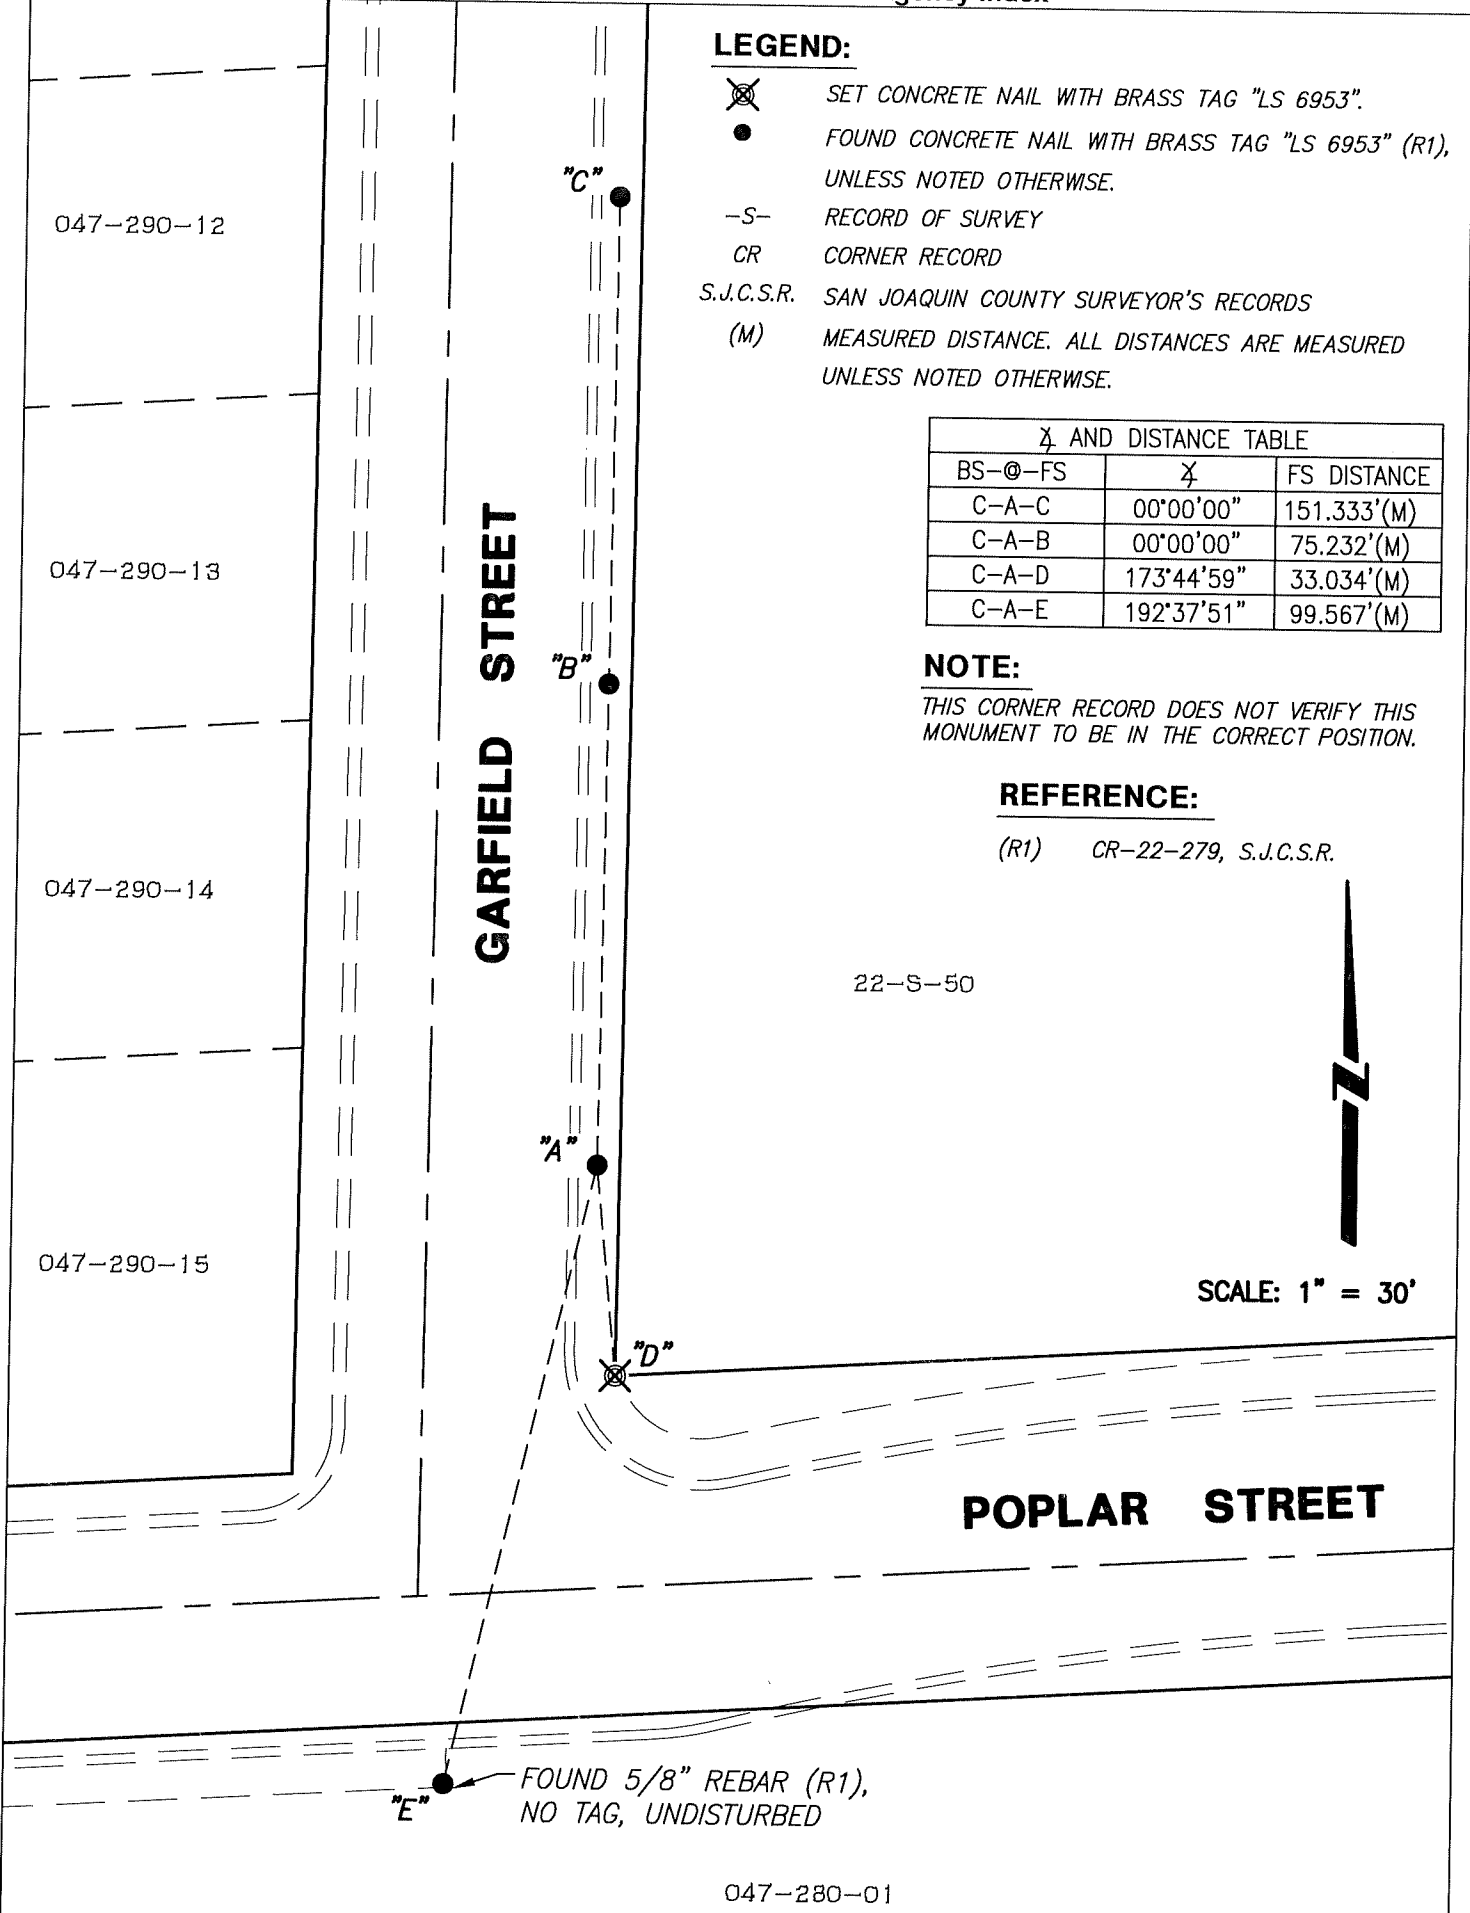 LEGEND:
SET CONCRETE NAIL WITH BRASS TAG "LS 6953".
FOUND CONCRETE NAIL WITH BRASS TAG "LS 6953" (R1),
UNLESS NOTED OTHERWISE.
-S- RECORD OF SURVEY
CR CORNER RECORD
S.J.C.S.R. SAN JOAQUIN COUNTY SURVEYOR'S RECORDS
(M) MEASURED DISTANCE. ALL DISTANCES ARE MEASURED
UNLESS NOTED OTHERWISE.
∡ AND DISTANCE TABLE
BS-@-FS ∡ FS DISTANCE
C-A-C 00°00'00" 151.333'(M)
C-A-B 00°00'00" 75.232'(M)
C-A-D 173°44'59" 33.034'(M)
C-A-E 192°37'51" 99.567'(M)
NOTE:
THIS CORNER RECORD DOES NOT VERIFY THIS
MONUMENT TO BE IN THE CORRECT POSITION.
REFERENCE:
(R1) CR-22-279, S.J.C.S.R.
22-S-50
SCALE: 1" = 30'
047-290-12
047-290-13
047-290-14
047-290-15
GARFIELD STREET
"C"
"B"
"A"
"D"
POPLAR STREET
"E"
FOUND 5/8" REBAR (R1),
NO TAG, UNDISTURBED
047-280-01